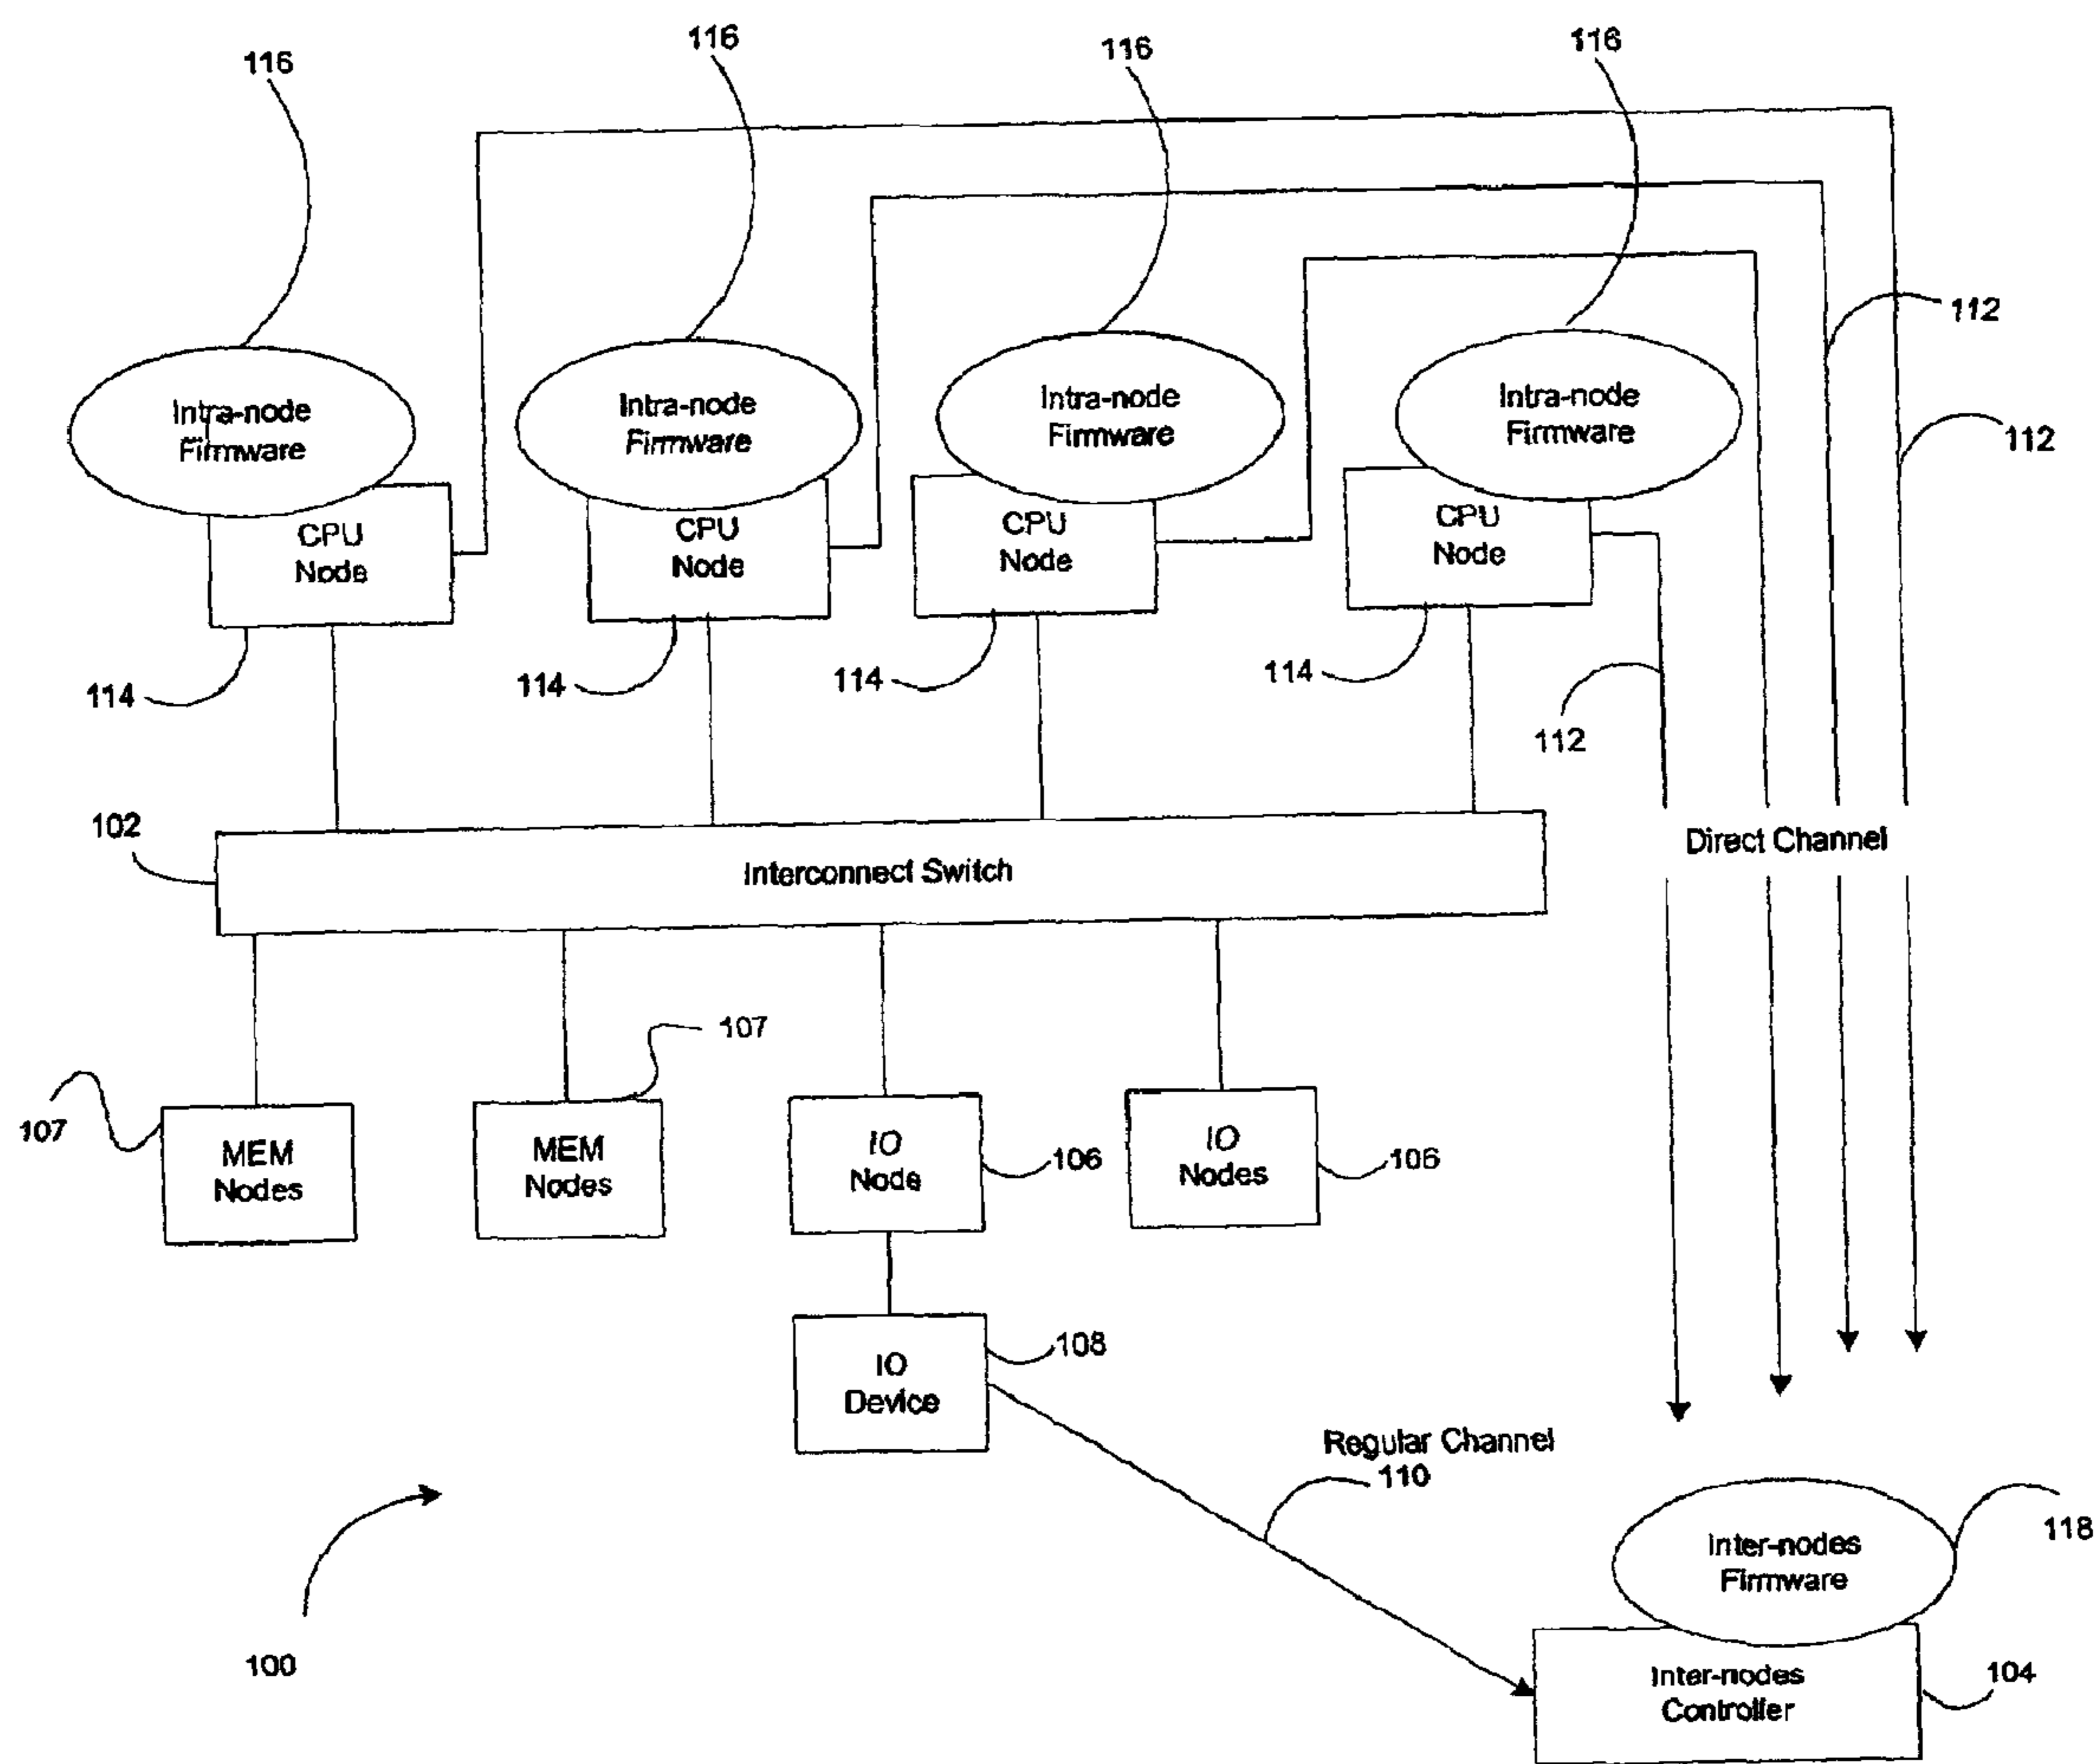 116
116
116
116
112
112
Intra-node
Firmware
Intra-node
Firmware
Intra-node
Firmware
Intra-node
Firmware
CPU
Node
CPU
Node
CPU
Node
CPU
Node
114
114
114
114
112
102
Interconnect Switch
Direct Channel
107
107
MEM
Nodes
MEM
Nodes
IO
Node
106
IO
Nodes
106
IO
Device
108
Regular Channel
110
Inter-nodes
Firmware
118
100
Inter-nodes
Controller
104